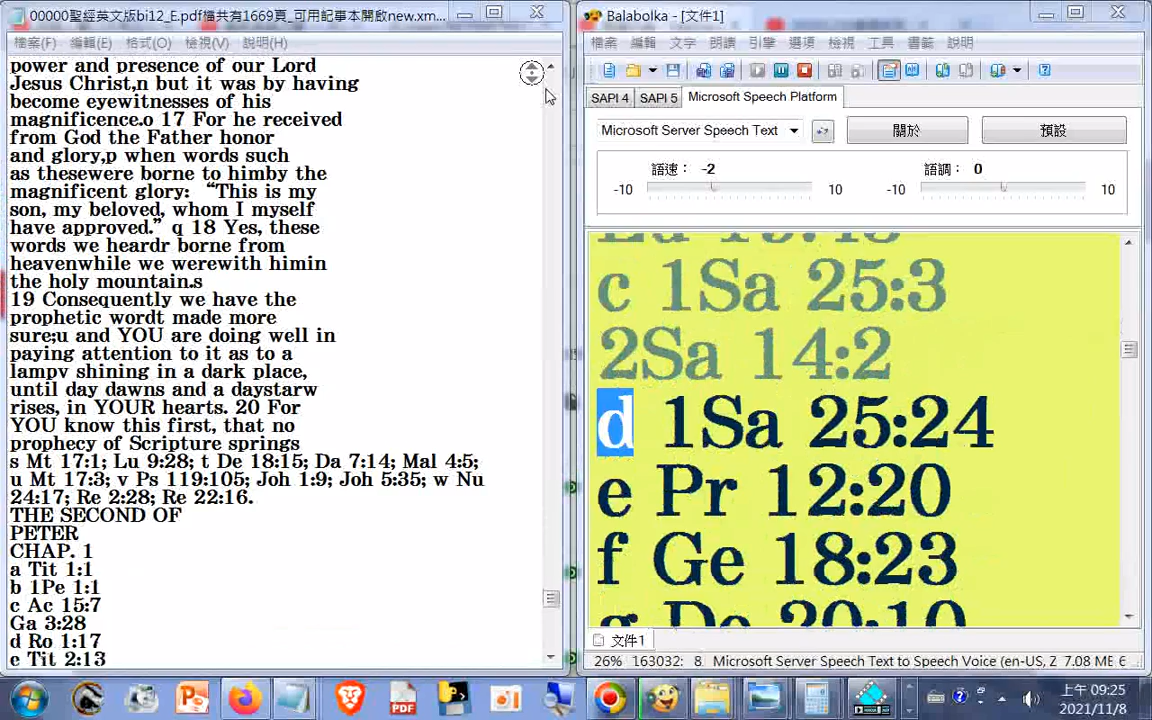 00000聖經英文版bi12_E.pdf檔共有1669頁_可用記事本開啟new.xm...
檔案(F) 編輯(E) 格式(O) 檢視(V) 說明(H)
power and presence of our Lord
Jesus Christ,n but it was by having
become eyewitnesses of his
magnificence.o 17 For he received
from God the Father honor
and glory,p when words such
as thesewere borne to himby the
magnificent glory: “This is my
son, my beloved, whom I myself
have approved.” q 18 Yes, these
words we heardr borne from
heavenwhile we werewith himin
the holy mountain.s
19 Consequently we have the
prophetic wordt made more
sure;u and YOU are doing well in
paying attention to it as to a
lampv shining in a dark place,
until day dawns and a daystarw
rises, in YOUR hearts. 20 For
YOU know this first, that no
prophecy of Scripture springs
s Mt 17:1; Lu 9:28; t De 18:15; Da 7:14; Mal 4:5;
u Mt 17:3; v Ps 119:105; Joh 1:9; Joh 5:35; w Nu
24:17; Re 2:28; Re 22:16.
THE SECOND OF
PETER
CHAP. 1
a Tit 1:1
b 1Pe 1:1
c Ac 15:7
Ga 3:28
d Ro 1:17
e Tit 2:13
Balabolka - [文件1]
檔案 編輯 文字 朗讀 引擎 選項 檢視 工具 書籤 說明
SAPI 4 SAPI 5 Microsoft Speech Platform
Microsoft Server Speech Text 關於 預設
語速: -2 語調: 0
-10 10 -10 10
c 1Sa 25:3
2Sa 14:2
d 1Sa 25:24
e Pr 12:20
f Ge 18:23
g De 20:10
文件1
26% 163032: 8 Microsoft Server Speech Text to Speech Voice (en-US, Z 7.08 MB 6
上午 09:25
2021/11/8